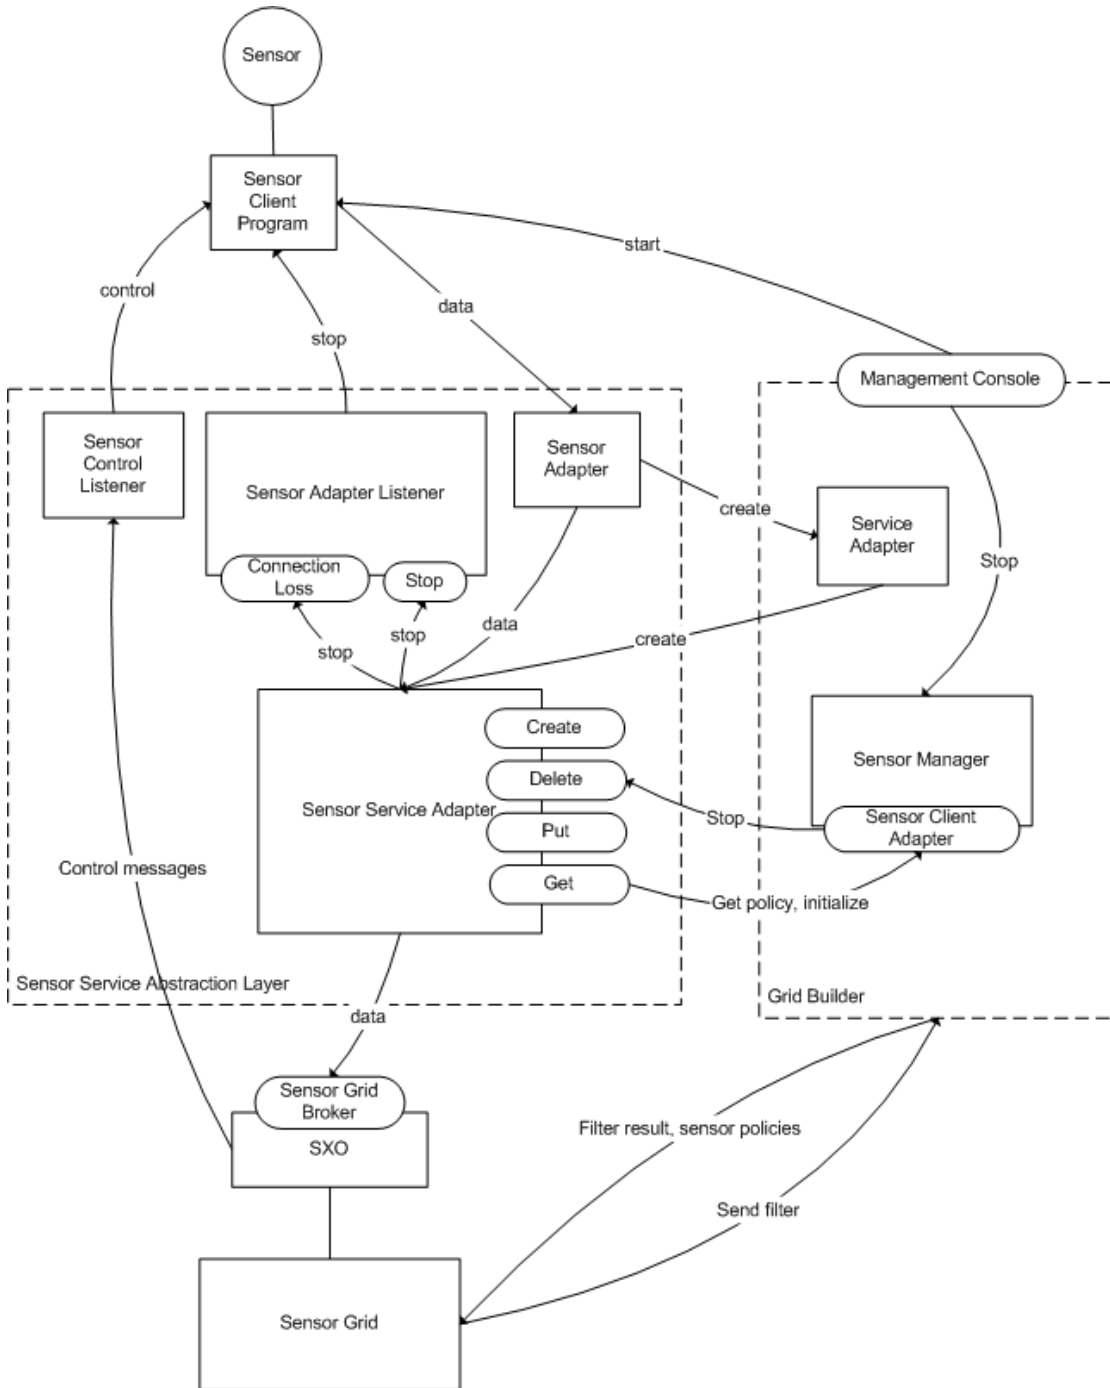 Sensor
Sensor
Client
Program
start
control
data
stop
Management Console
Sensor
Control
Listener
Sensor Adapter Listener
Sensor
Adapter
create
Service
Adapter
Connection
Loss
Stop
Stop
stop
stop
data
create
Create
Delete
Sensor Service Adapter
Put
Get
Sensor Manager
Sensor Client
Adapter
Stop
Get policy, initialize
Control messages
Sensor Service Abstraction Layer
Grid Builder
data
Sensor Grid
Broker
SXO
Filter result, sensor policies
Send filter
Sensor Grid